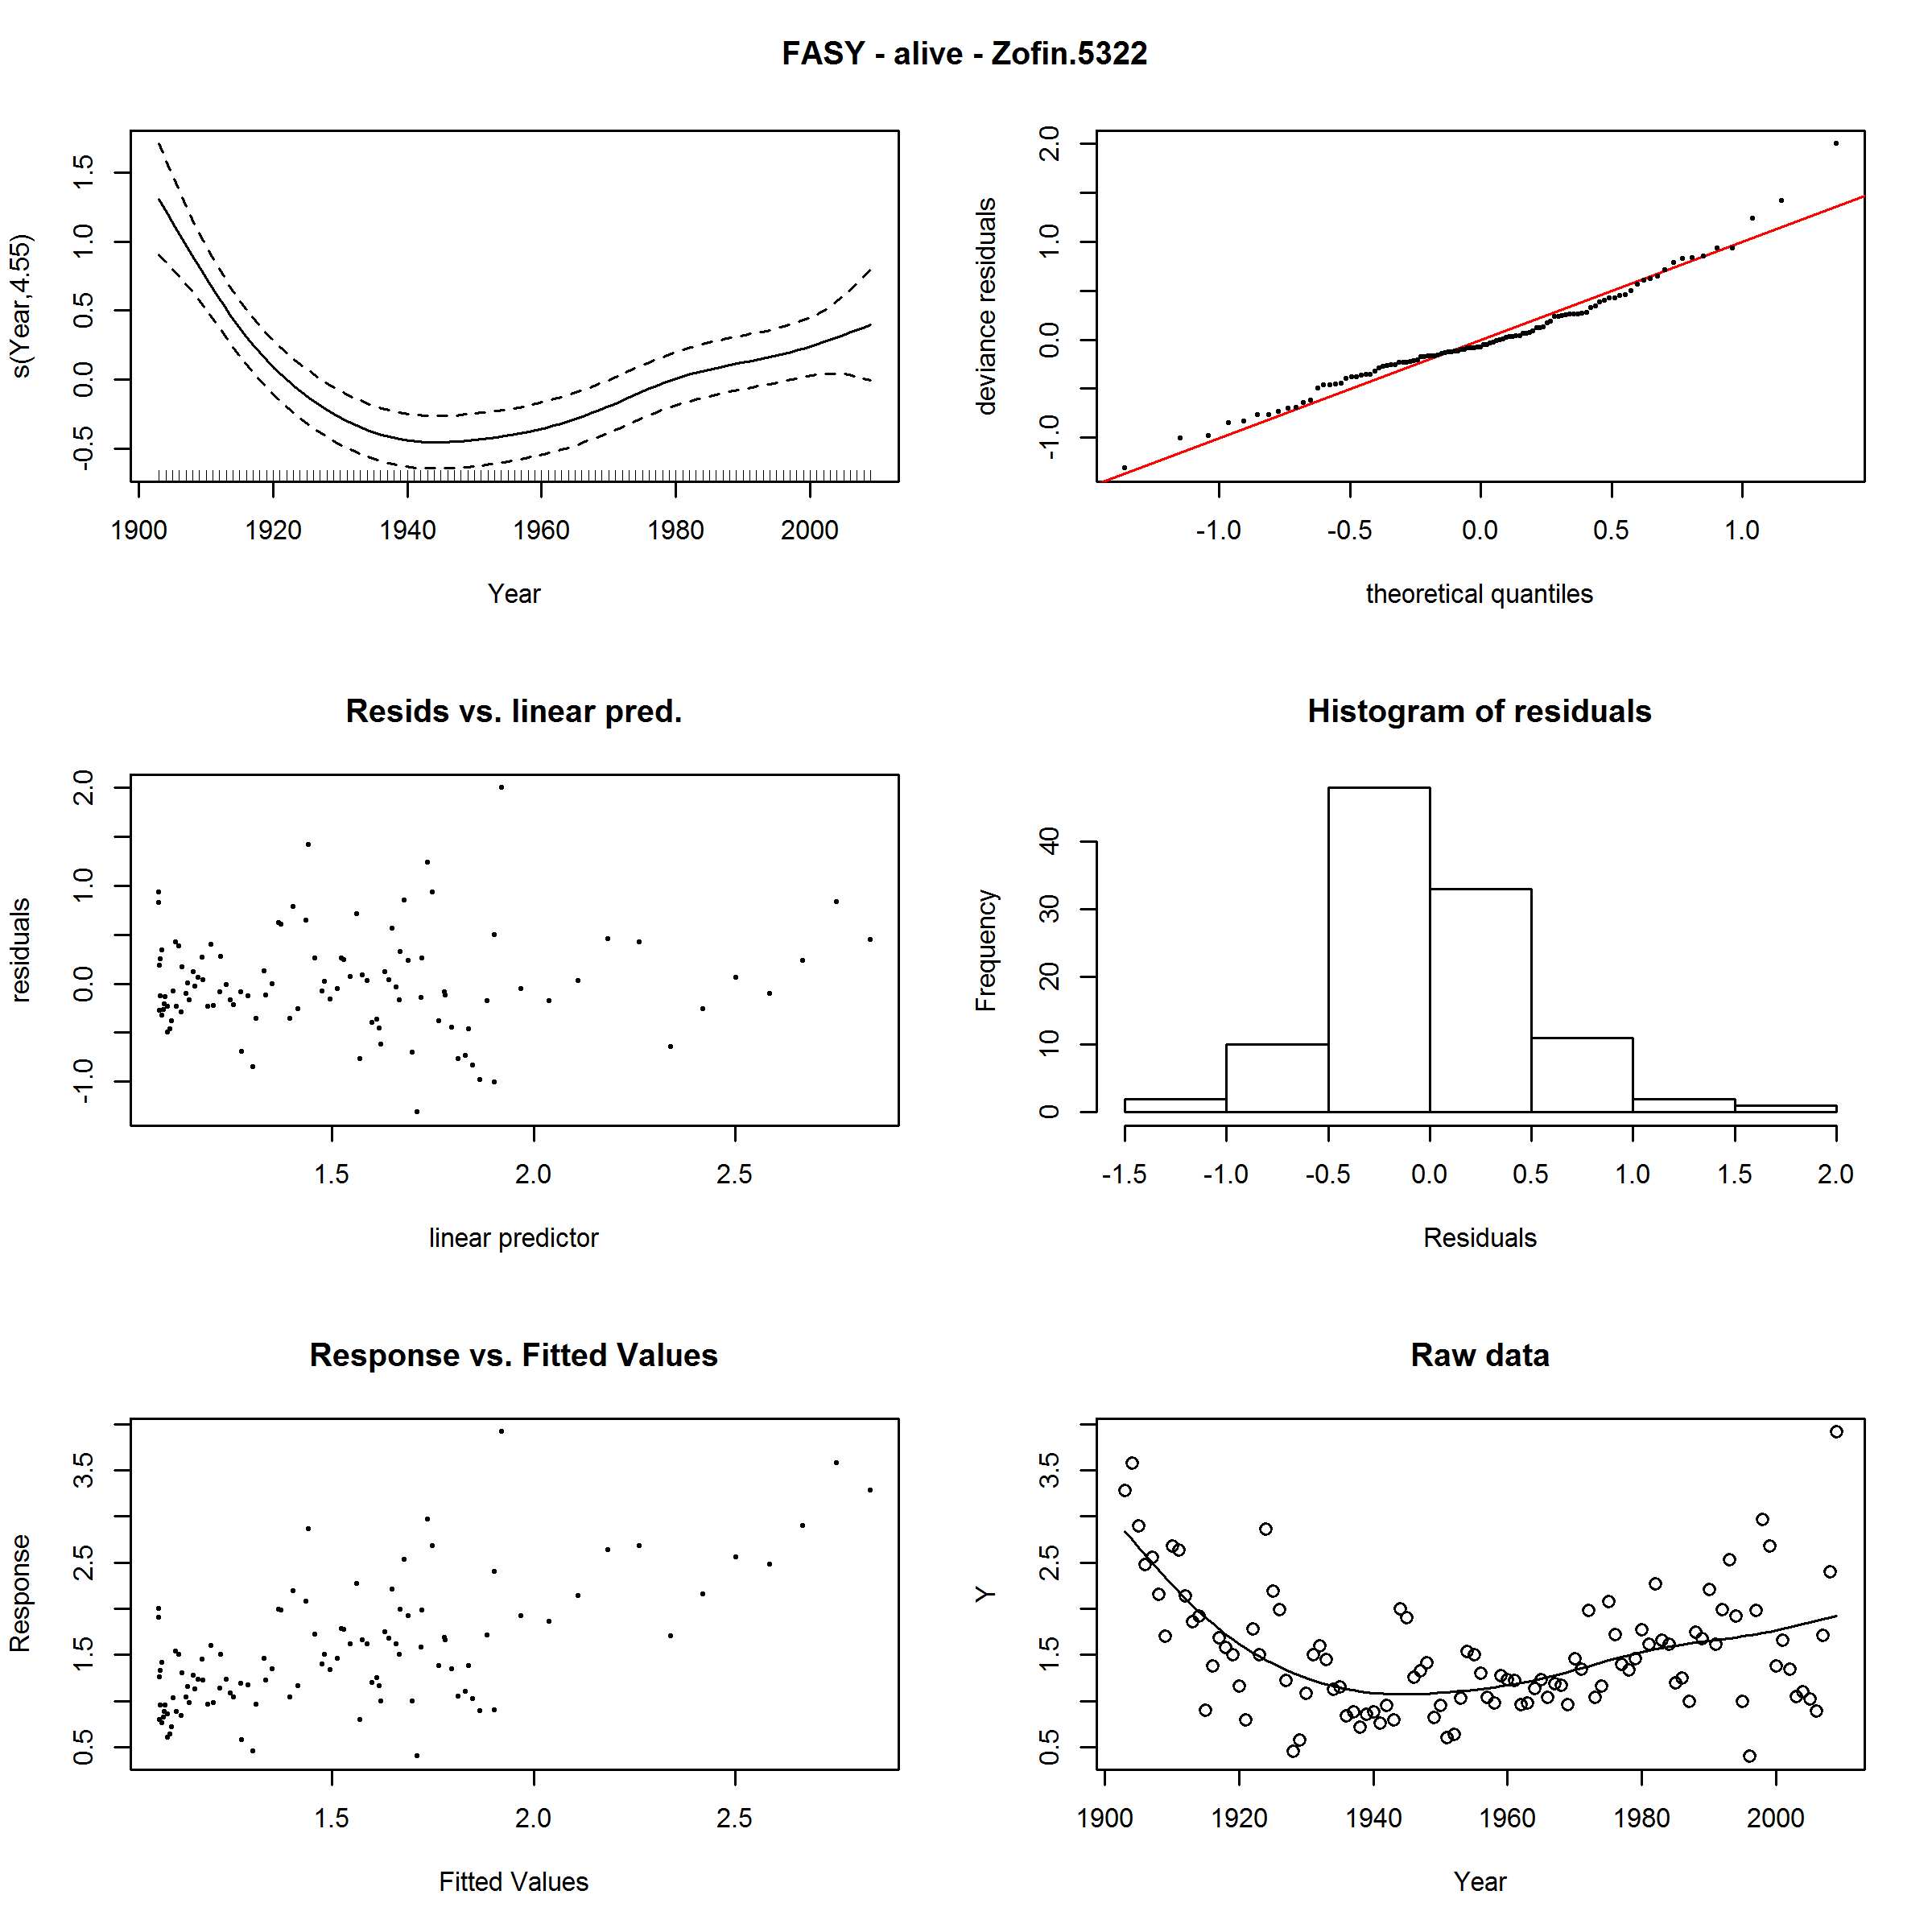 FASY - alive - Zofin.5322
s(Year,4.55)
1.5
1.0
0.5
0.0
-0.5
1900 1920 1940 1960 1980 2000
Year
deviance residuals
2.0
1.0
0.0
-1.0
-1.0 -0.5 0.0 0.5 1.0
theoretical quantiles
Resids vs. linear pred.
residuals
2.0
1.0
0.0
-1.0
1.5 2.0 2.5
linear predictor
Histogram of residuals
Frequency
40
30
20
10
0
-1.5 -1.0 -0.5 0.0 0.5 1.0 1.5 2.0
Residuals
Response vs. Fitted Values
Response
3.5
2.5
1.5
0.5
1.5 2.0 2.5
Fitted Values
Raw data
Y
3.5
2.5
1.5
0.5
1900 1920 1940 1960 1980 2000
Year